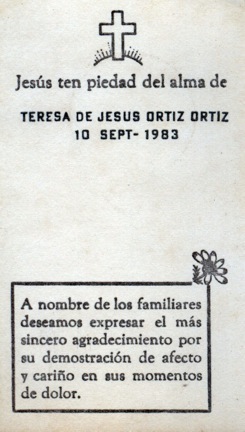 Jesús ten piedad del alma de
TERESA DE JESUS ORTIZ ORTIZ
10 SEPT- 1983
A nombre de los familiares
deseamos expresar el más
sincero agradecimiento por
su demostración de afecto
y cariño en sus momentos
de dolor.